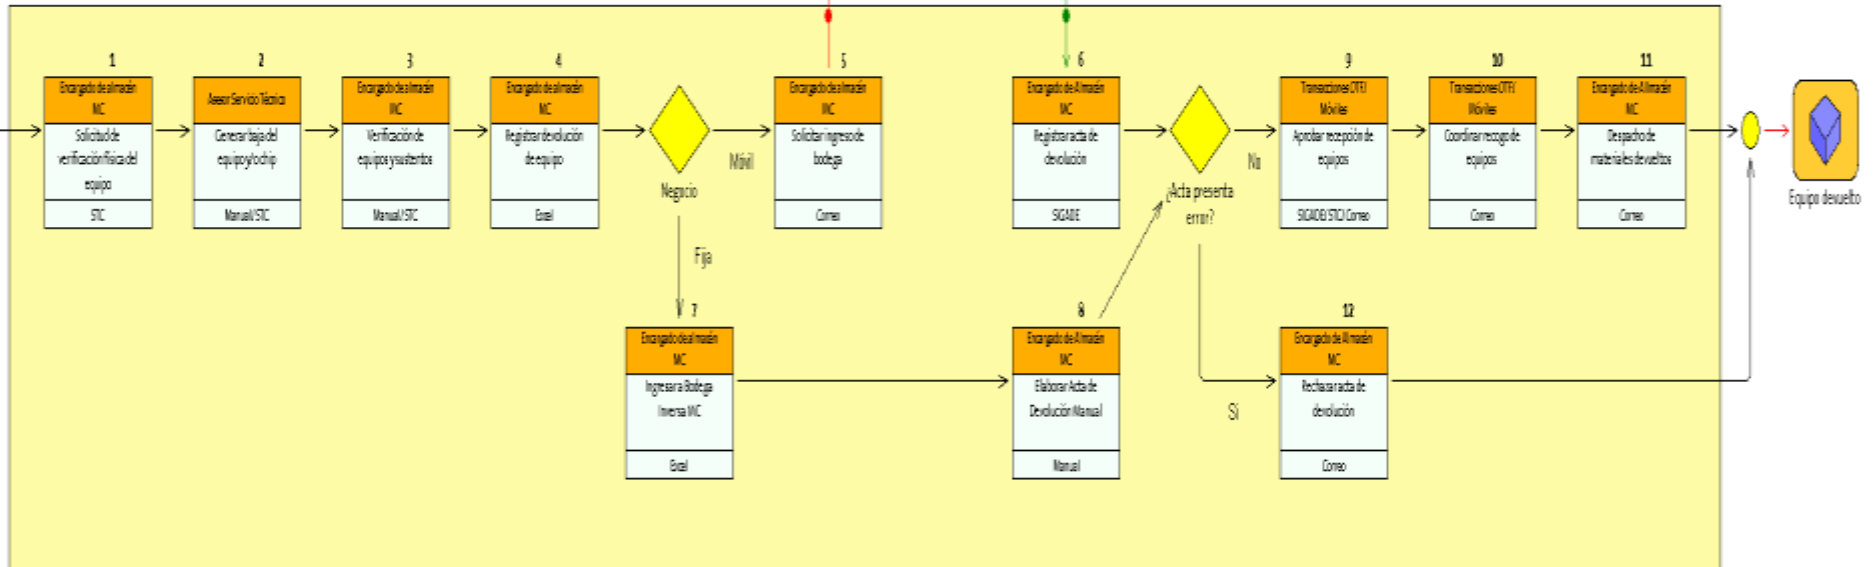 1
Encargado de almacén
MC
Solicitud de
verificación física del
equipo
STC
2
Asesor Servicio Técnico
Generar baja del
equipo y/o chip
Manual/STC
3
Encargado de almacén
MC
Verificación de
equipos y sustentos
Manual/STC
4
Encargado de almacén
MC
Registrar devolución
de equipo
Excel
Negocio
Móvil
Fija
5
Encargado de almacén
MC
Solicitar ingreso de
bodega
Correo
6
Encargado de Almacén
MC
Registrar acta de
devolución
SIGADE
¿Acta presenta
error?
No
Si
9
Transacciones OTF/
Móviles
Aprobar recepción de
equipos
SIGADE/STC/Correo
10
Transacciones OTF/
Móviles
Coordinar recogo de
equipos
Correo
11
Encargado de Almacén
MC
Despacho de
materiales devueltos
Correo
Equipo devuelto
7
Encargado de almacén
MC
Ingresar a Bodega
Inversa MC
Excel
8
Encargado de Almacén
MC
Elaborar Acta de
Devolución Manual
Manual
12
Encargado de Almacén
MC
Rechazar acta de
devolución
Correo